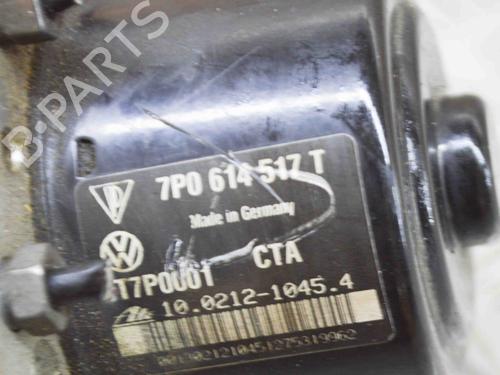 B-PARTS
7P0 614 517 T
Made in Germany
T7P0001 CTA
10.0212-1045.4